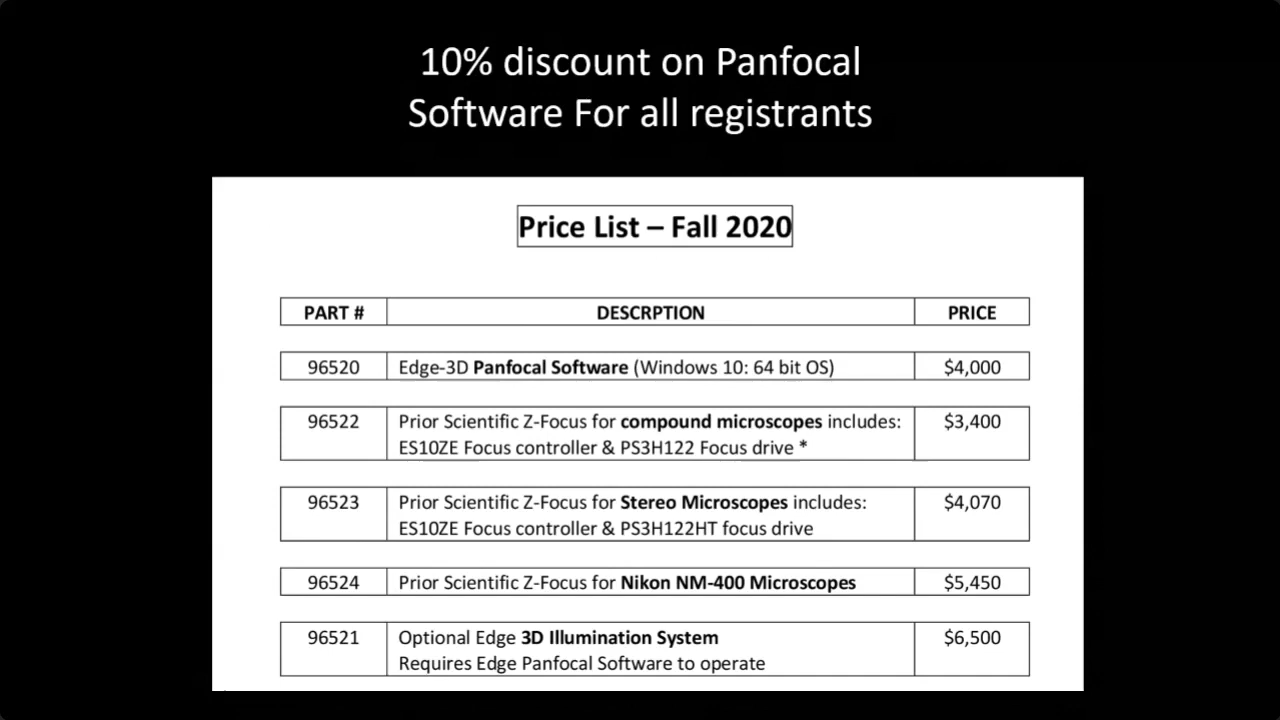 10% discount on Panfocal
Software For all registrants
Price List – Fall 2020
PART # DESCRPTION PRICE
96520 Edge-3D Panfocal Software (Windows 10: 64 bit OS) $4,000
96522 Prior Scientific Z-Focus for compound microscopes includes: $3,400
ES10ZE Focus controller & PS3H122 Focus drive *
96523 Prior Scientific Z-Focus for Stereo Microscopes includes: $4,070
ES10ZE Focus controller & PS3H122HT focus drive
96524 Prior Scientific Z-Focus for Nikon NM-400 Microscopes $5,450
96521 Optional Edge 3D Illumination System $6,500
Requires Edge Panfocal Software to operate